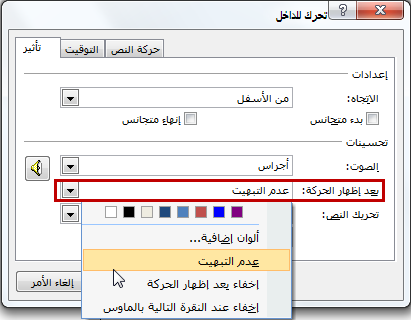 تحرك للداخل
تأثير التوقيت حركة النص
إعدادات
الاتجاه: من الأسفل
بدء متجانس إنهاء متجانس
تحسينات
الصوت: أجراس
بعد إظهار الحركة: عدم التبهيت
تحريك النص:
ألوان إضافية...
عدم التبهيت
إخفاء بعد إظهار الحركة
إخفاء عند النقرة التالية بالماوس
إلغاء الأمر